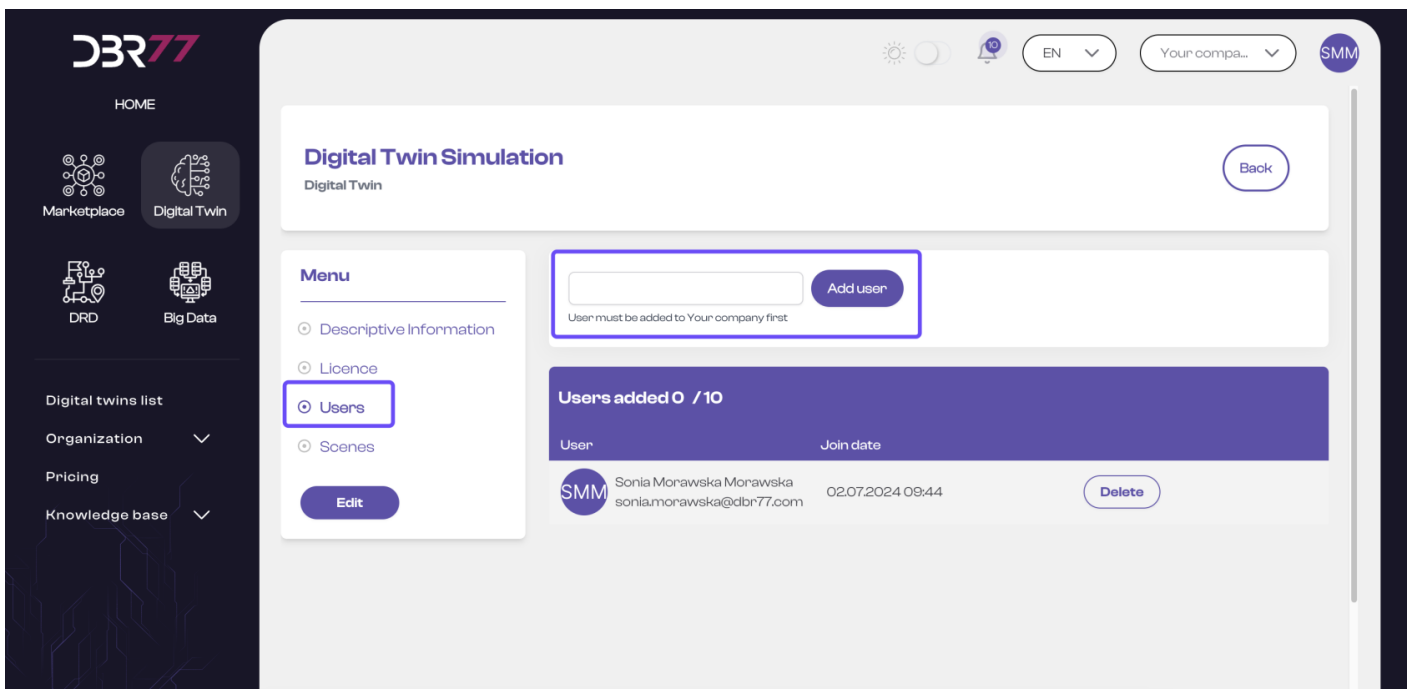 DBR77
HOME
Marketplace
Digital Twin
DRD
Big Data
Digital twins list
Organization
Pricing
Knowledge base
10
EN
Your compa...
SMM
Digital Twin Simulation
Digital Twin
Back
Menu
Descriptive Information
Licence
Users
Scenes
Edit
Add user
User must be added to Your company first
Users added 0 / 10
User Join date
SMM
Sonia Morawska Morawska
sonia.morawska@dbr77.com
02.07.2024 09:44
Delete